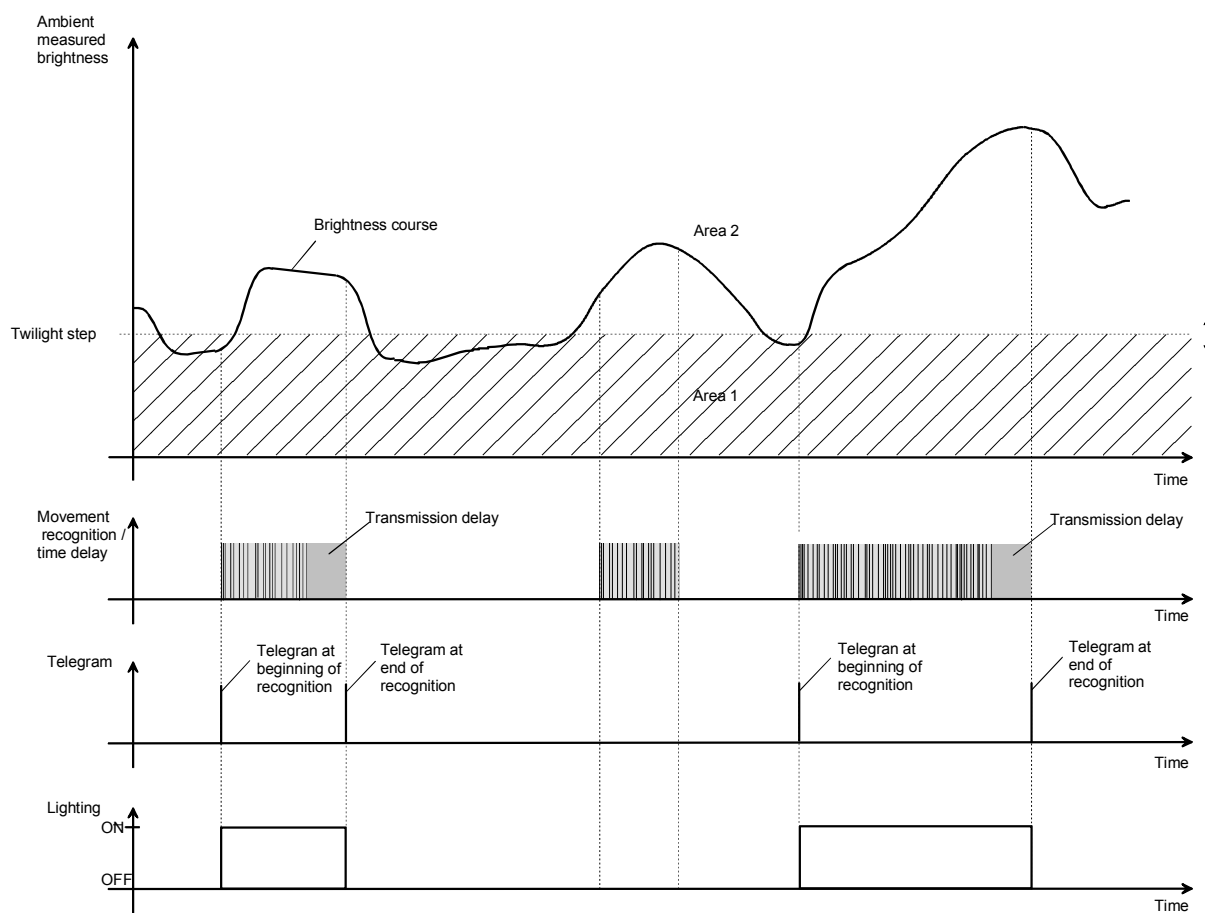 Ambient
measured
brightness
Brightness course
Area 2
Twilight step
Area 1
Time
Movement
recognition /
time delay
Transmission delay
Transmission delay
Time
Telegram
Telegran at
beginning of
recognition
Telegram at
end of
recognition
Telegran at
beginning of
recognition
Telegram at
end of
recognition
Time
Lighting
ON
OFF
Time